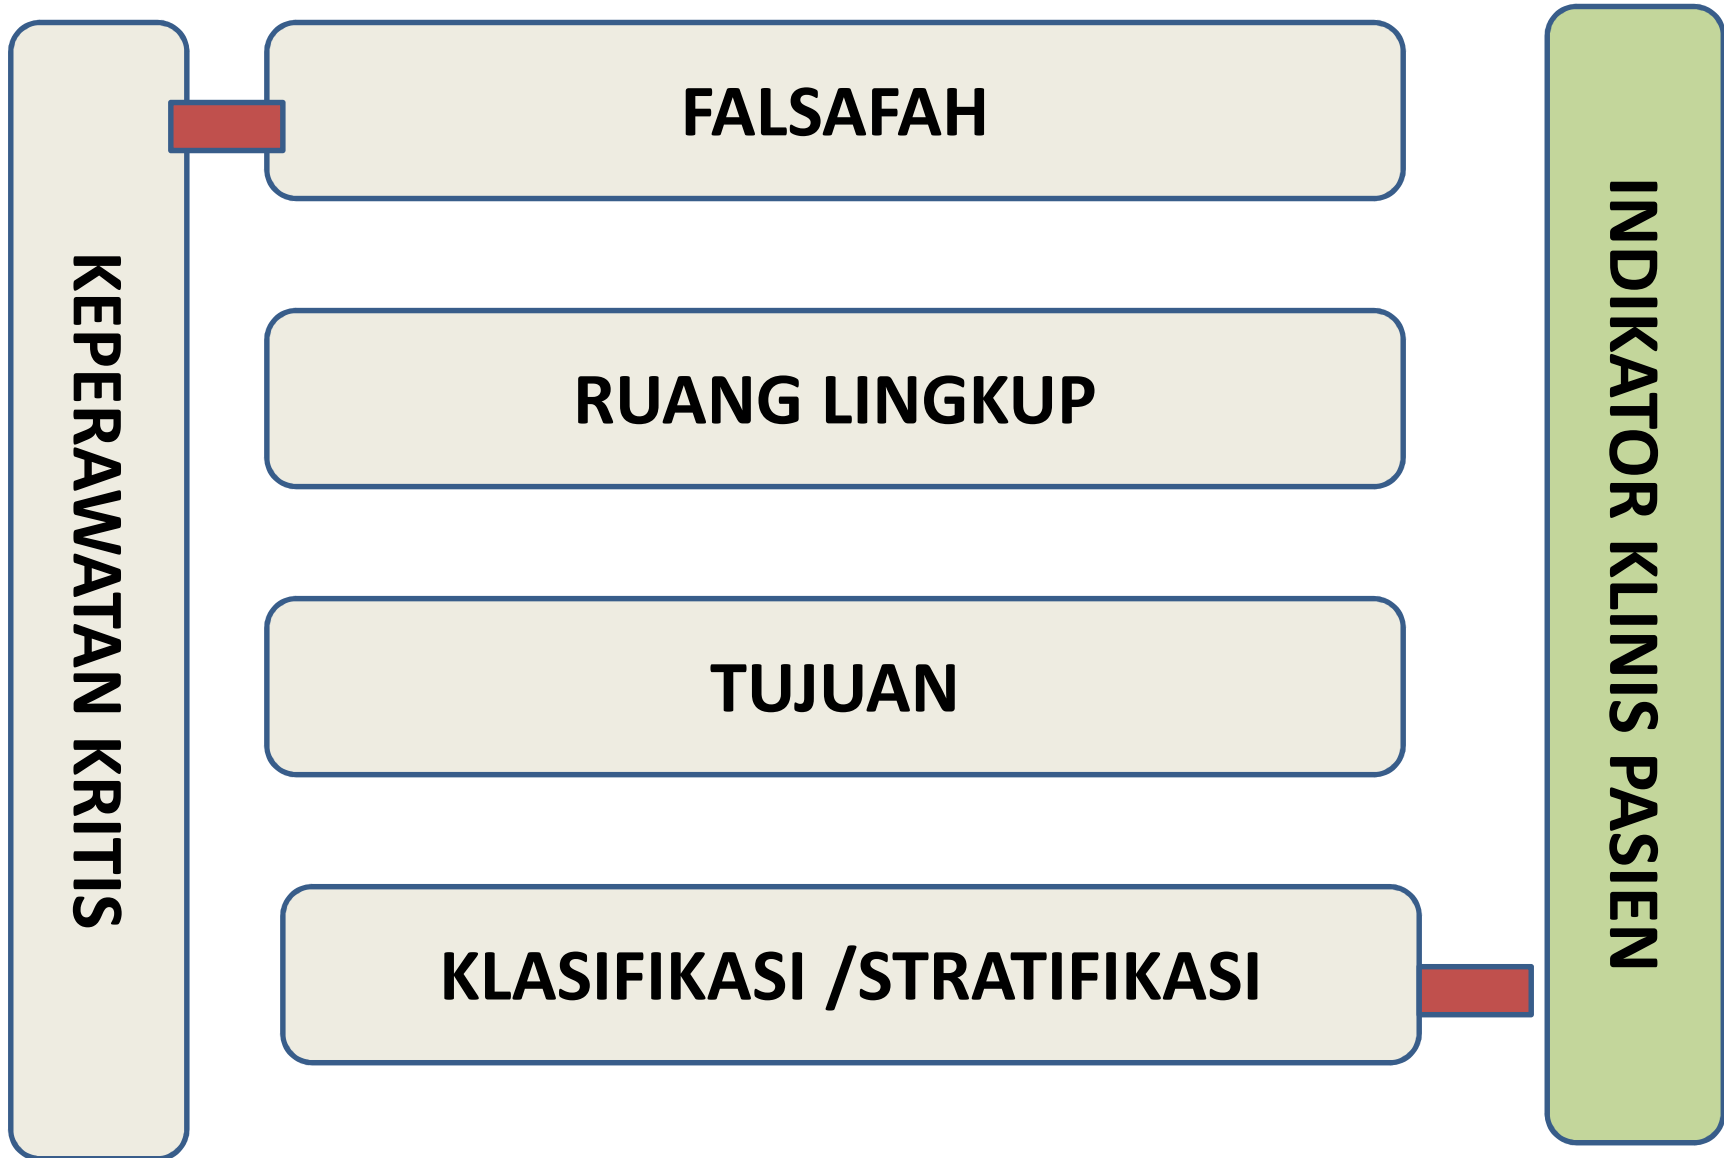 KEPERAWATAN KRITIS
FALSAFAH
RUANG LINGKUP
TUJUAN
KLASIFIKASI /STRATIFIKASI
INDIKATOR KLINIS PASIEN